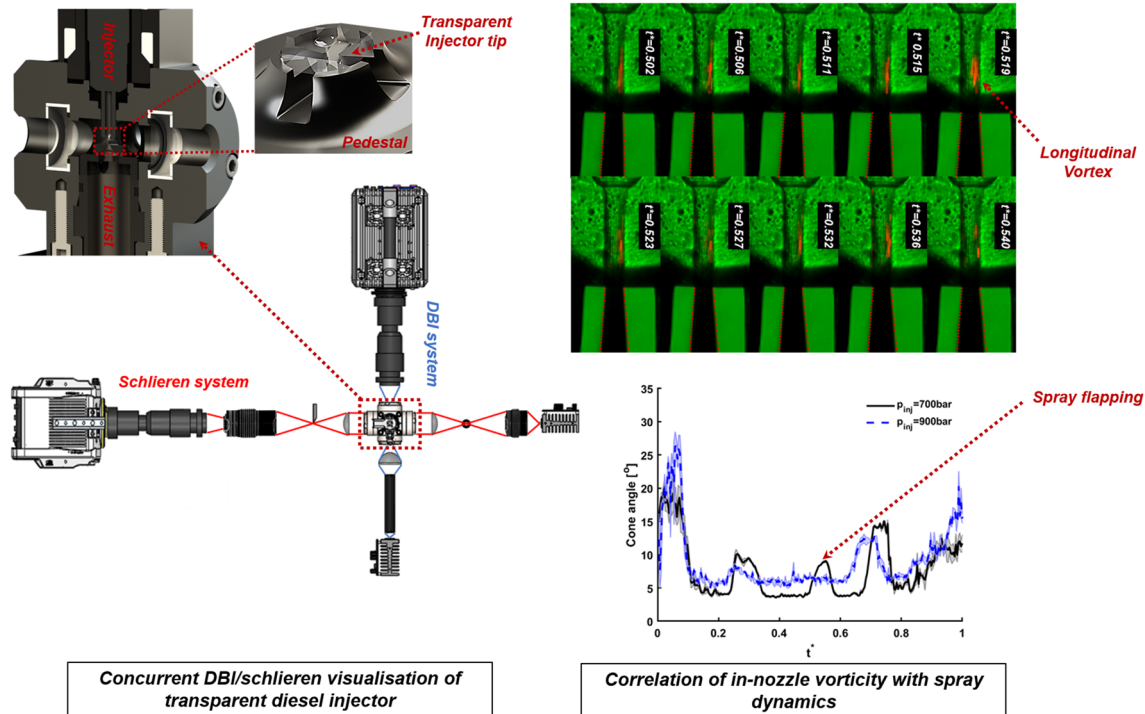 Injector
Exhaust
Transparent
Injector tip
Pedestal
DBI system
Schlieren system
Concurrent DBI/schlieren visualisation of
transparent diesel injector
t*=0.502
t*=0.506
t*=0.511
t* 0.515
t*=0.519
Longitudinal
Vortex
t*=0.523
t*=0.527
t*=0.532
t*=0.536
t*=0.540
Spray flapping
p_inj=700bar
p_inj=900bar
Cone angle [°]
35
30
25
20
15
10
5
0
0
0.2
0.4
0.6
0.8
1
t*
Correlation of in-nozzle vorticity with spray
dynamics